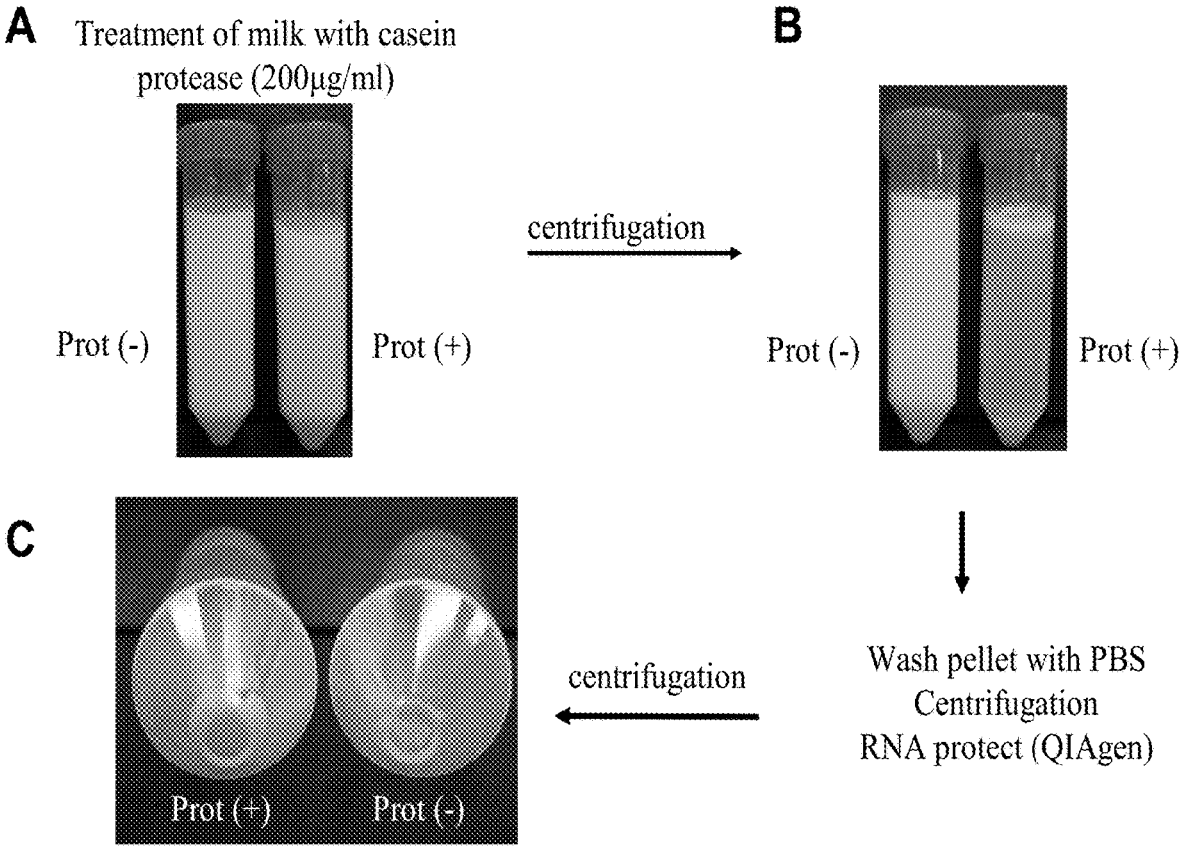 A
Treatment of milk with casein
protease (200µg/ml)
Prot (-)
Prot (+)
centrifugation
B
Prot (-)
Prot (+)
Wash pellet with PBS
Centrifugation
RNA protect (QIAgen)
centrifugation
C
Prot (+)
Prot (-)